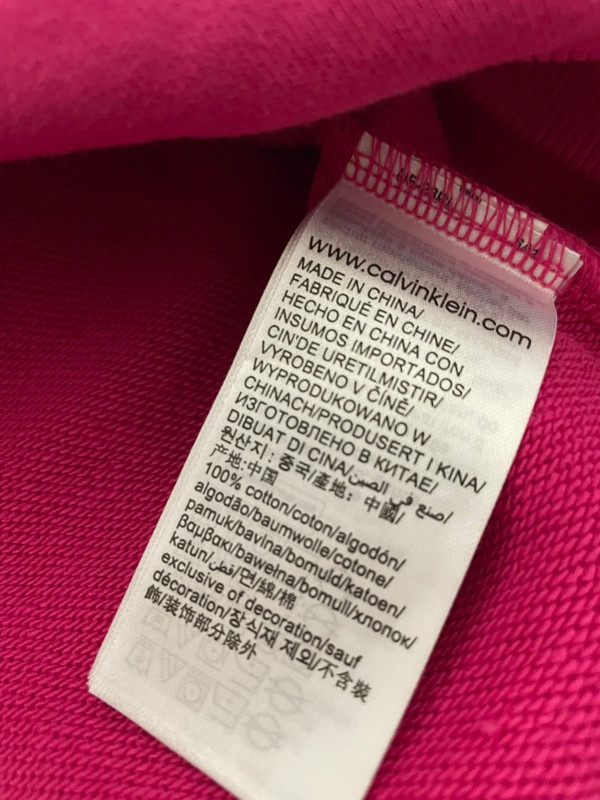 www.calvinklein.com
MADE IN CHINA/
FABRIQUÉ EN CHINE/
HECHO EN CHINA CON
INSUMOS IMPORTADOS/
CIN'DE URETILMISTIR/
VYROBENO V ČÍNĚ/
WYPRODUKOWANO W
CHINACH/PRODUSERT I KINA/
ИЗГОТОВЛЕНО В КИТАЕ/
DIBUAT DI CINA/صنع في الصين/
원산지: 중국/產地: 中國/
产地:中国
100% cotton/coton/algodón/
algodão/baumwolle/cotone/
pamuk/bavlna/bomuld/katoen/
βαμβακι/bawełna/bomull/хлопок/
katun/قطن/면/綿/棉
exclusive of decoration/sauf
décoration/장식재 제외/不含裝
飾/装饰部分除外